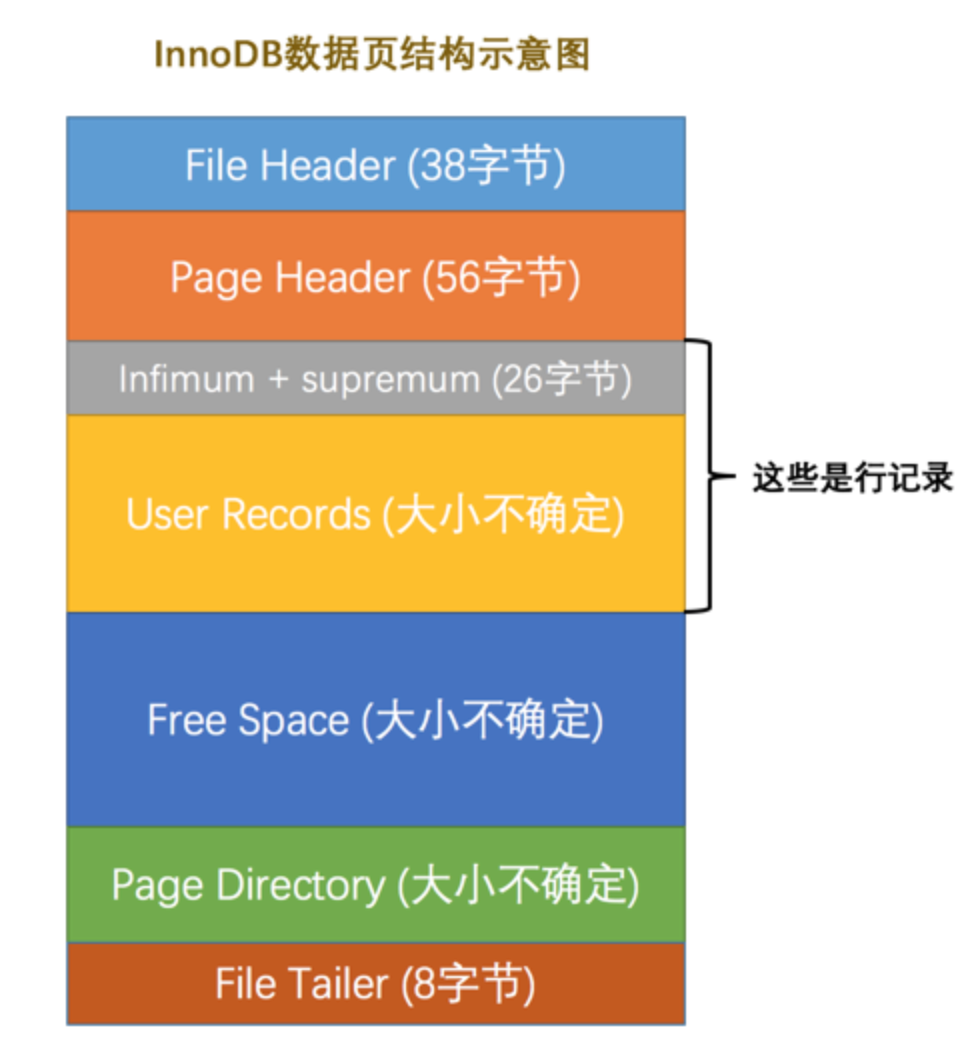 InnoDB数据页结构示意图
File Header (38字节)
Page Header (56字节)
Infimum + supremum (26字节)
这些是行记录
User Records (大小不确定)
Free Space (大小不确定)
Page Directory (大小不确定)
File Tailer (8字节)